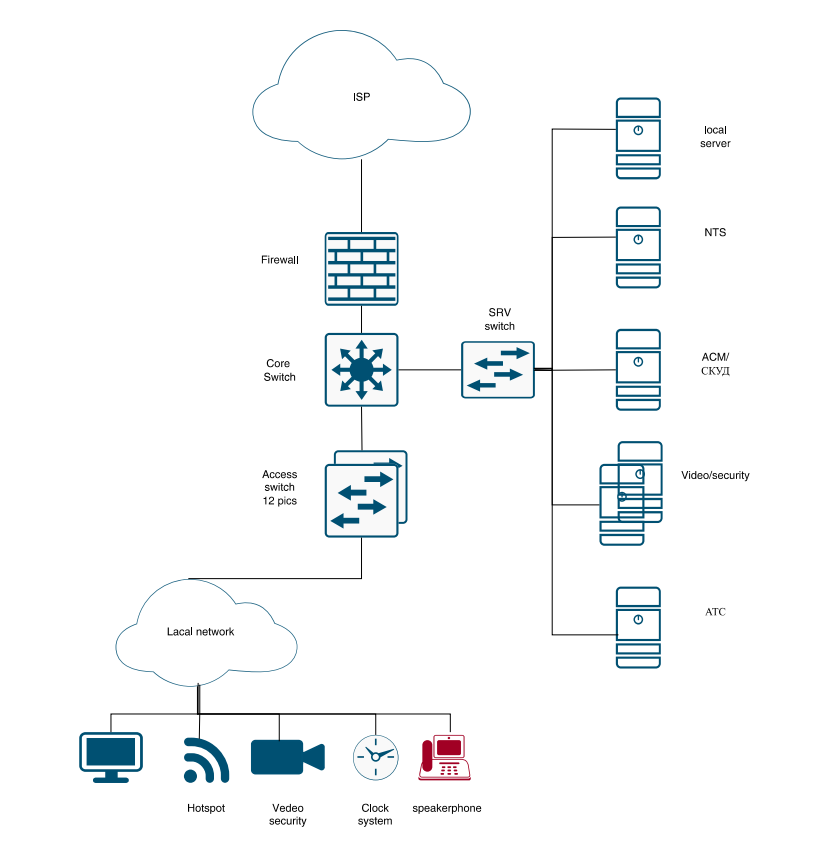 ISP
local
server
NTS
Firewall
SRV
switch
Core
Switch
ACM/
СКУД
Access
switch
12 pics
Video/security
АТС
Lacal network
Hotspot
Vedeo
security
Clock
system
speakerphone